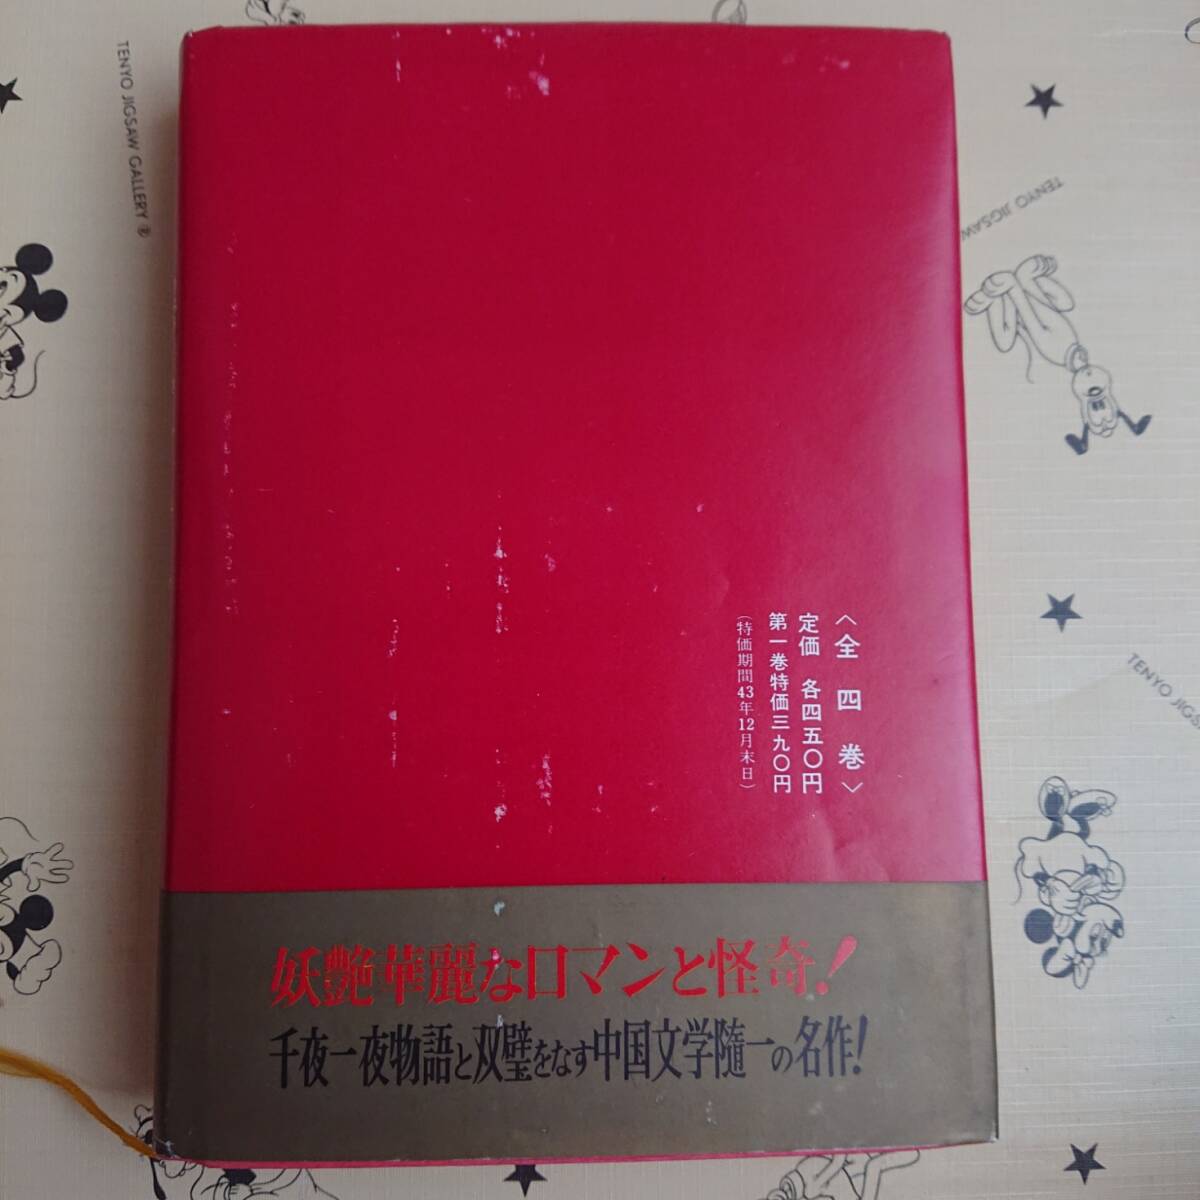 〈全四巻〉
定価 各四五〇円
第一巻特価三九〇円
(特価期間43年12月末日)
妖艶華麗なロマンと怪奇!
千夜一夜物語と双璧をなす中国文学随一の名作!
TENYO JIGSAW GALLERY ®
TENYO JIGSAW
TENYO JIGS